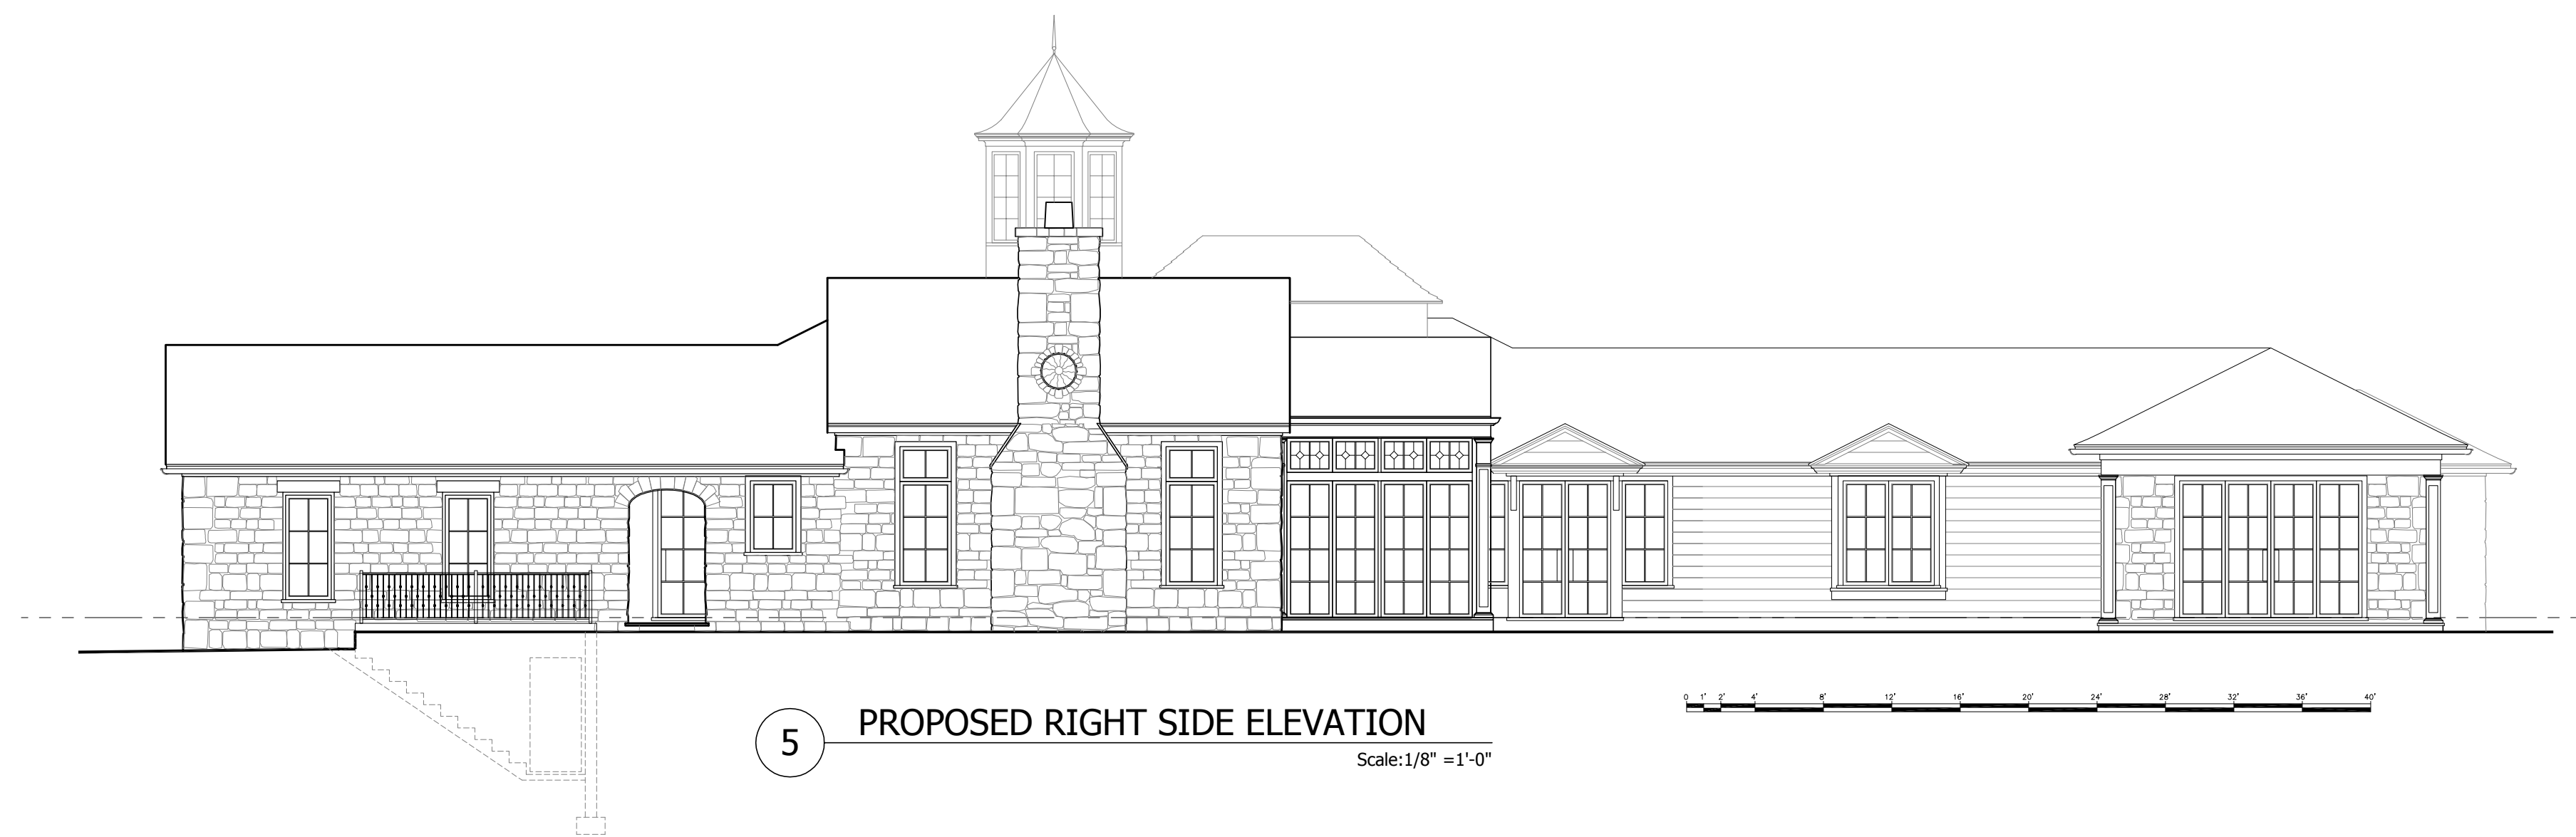 5
PROPOSED RIGHT SIDE ELEVATION
Scale:1/8" =1'-0"
0 1' 2' 4' 8' 12' 16' 20' 24' 28' 32' 36' 40'